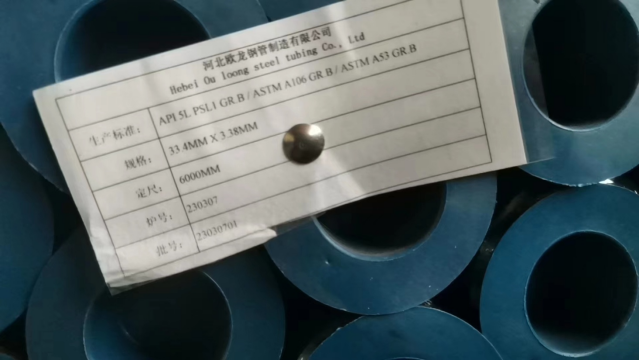 河北欧龙钢管制造有限公司
Hebei Ou loong steel tubing Co., Ltd
生产标准: API 5L PSL1 GR.B / ASTM A106 GR.B / ASTM A53 GR.B
规格: 33.4MM X 3.38MM
定尺: 6000MM
炉号: 230307
批号: 23030701